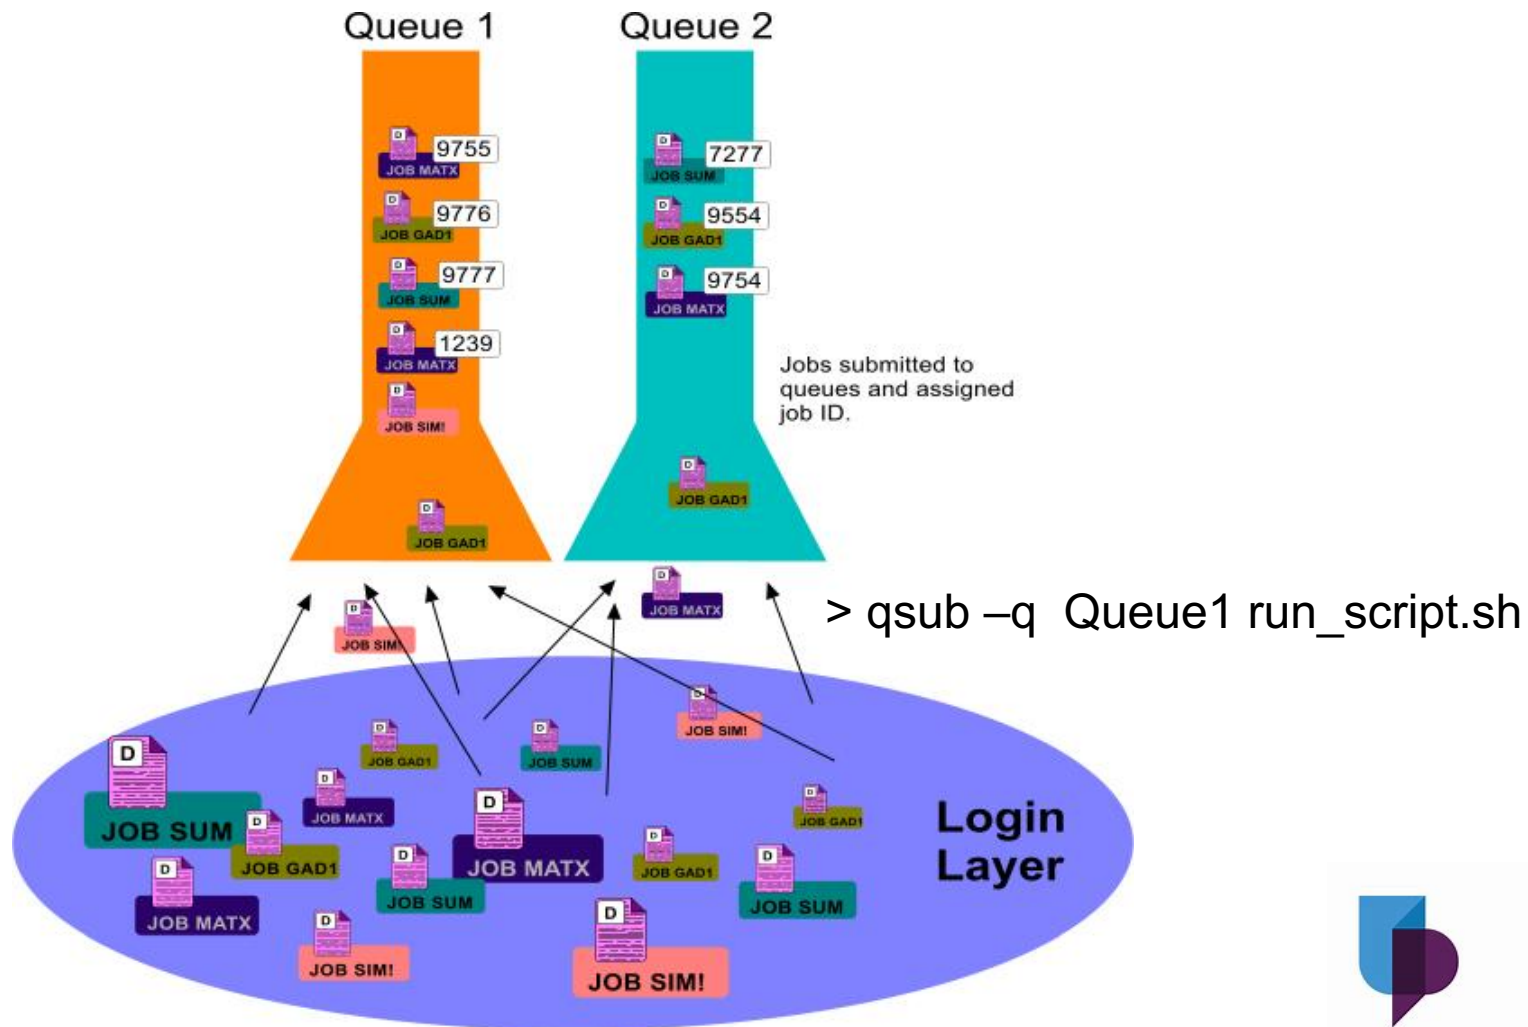 Queue 1
Queue 2
9755
JOB MATX
9776
JOB GAD1
9777
JOB SUM
1239
JOB MATX
JOB SIM!
JOB GAD1
7277
JOB SUM
9554
JOB GAD1
9754
JOB MATX
Jobs submitted to
queues and assigned
job ID.
JOB GAD1
JOB MATX
> qsub –q Queue1 run_script.sh
JOB SIM!
JOB SIM!
D
JOB GAD1
JOB SUM
JOB MATX
D
JOB GAD1
JOB SUM
D
JOB GAD1
D
JOB MATX
D
JOB GAD1
D
JOB SUM
D
JOB SUM
Login
Layer
D
JOB MATX
D
JOB SIM!
D
JOB SIM!